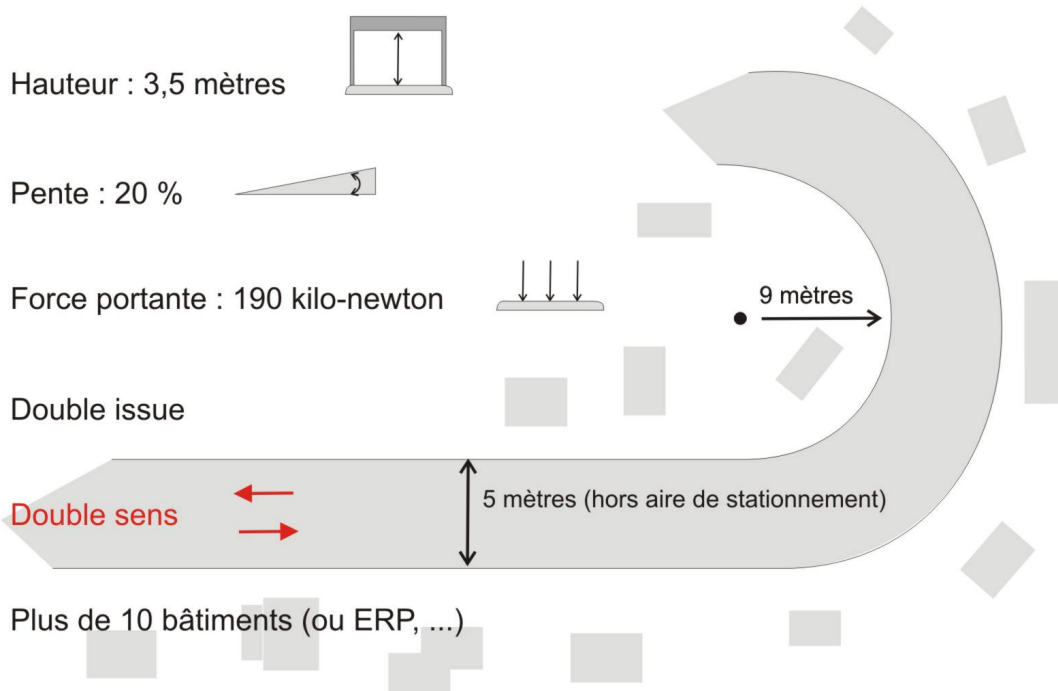 Hauteur : 3,5 mètres
Pente : 20 %
Force portante : 190 kilo-newton
9 mètres
Double issue
5 mètres (hors aire de stationnement)
Double sens
Plus de 10 bâtiments (ou ERP, ...)